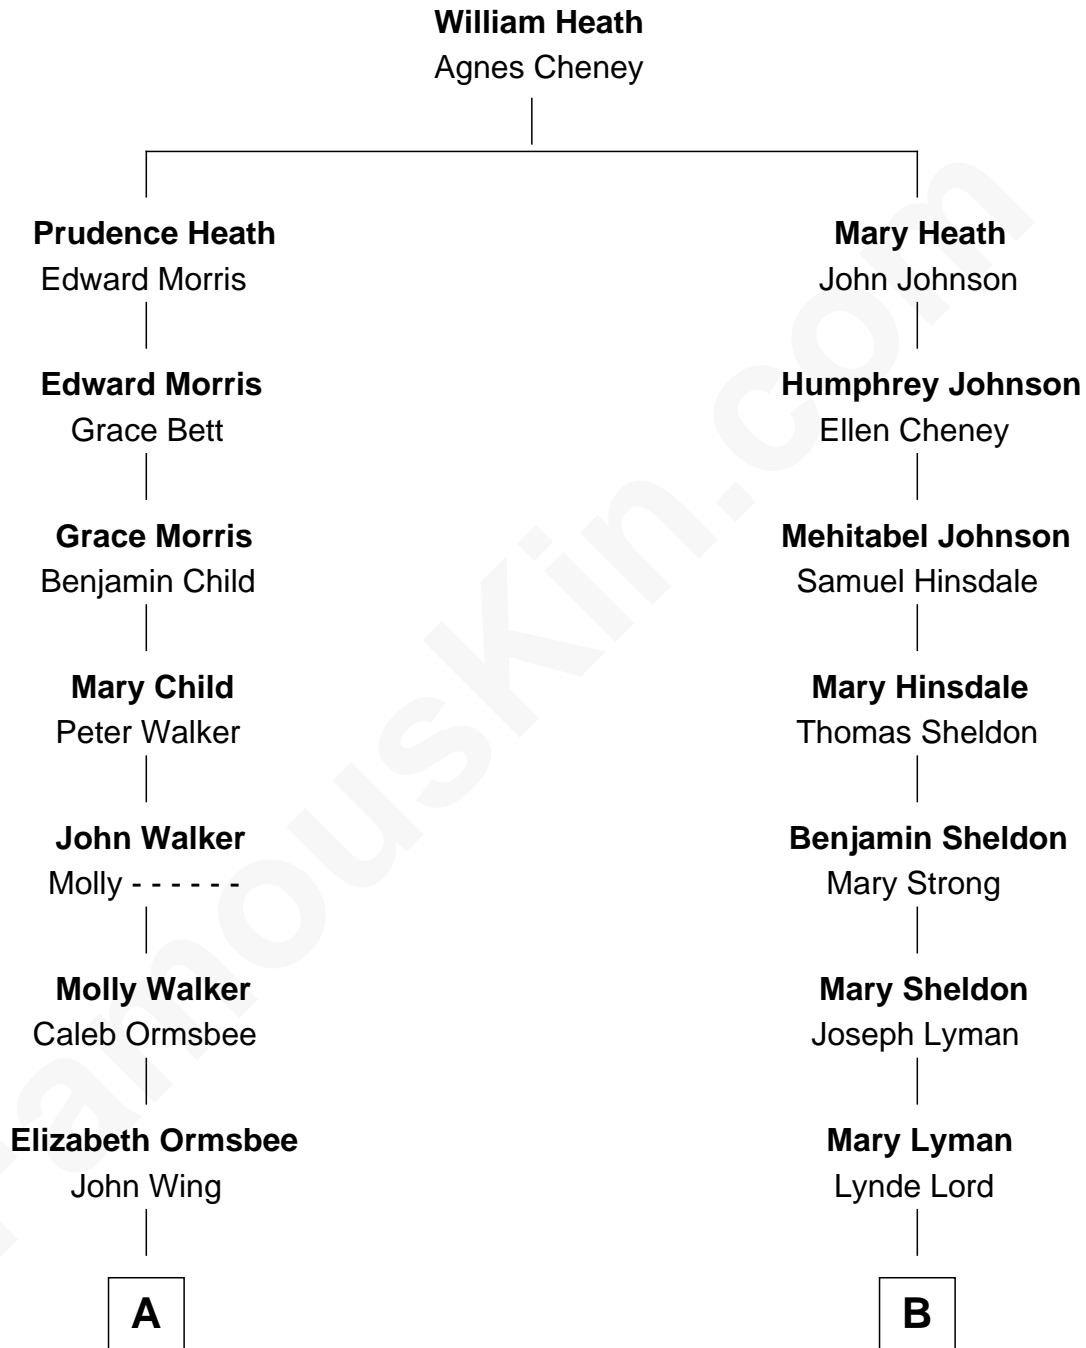 William Heath
Agnes Cheney
Prudence Heath
Edward Morris
Mary Heath
John Johnson
Edward Morris
Grace Bett
Humphrey Johnson
Ellen Cheney
Grace Morris
Benjamin Child
Mehitabel Johnson
Samuel Hinsdale
Mary Child
Peter Walker
Mary Hinsdale
Thomas Sheldon
John Walker
Molly - - - - - -
Benjamin Sheldon
Mary Strong
Molly Walker
Caleb Ormsbee
Mary Sheldon
Joseph Lyman
Elizabeth Ormsbee
John Wing
Mary Lyman
Lynde Lord
A
B
FamousKin.com